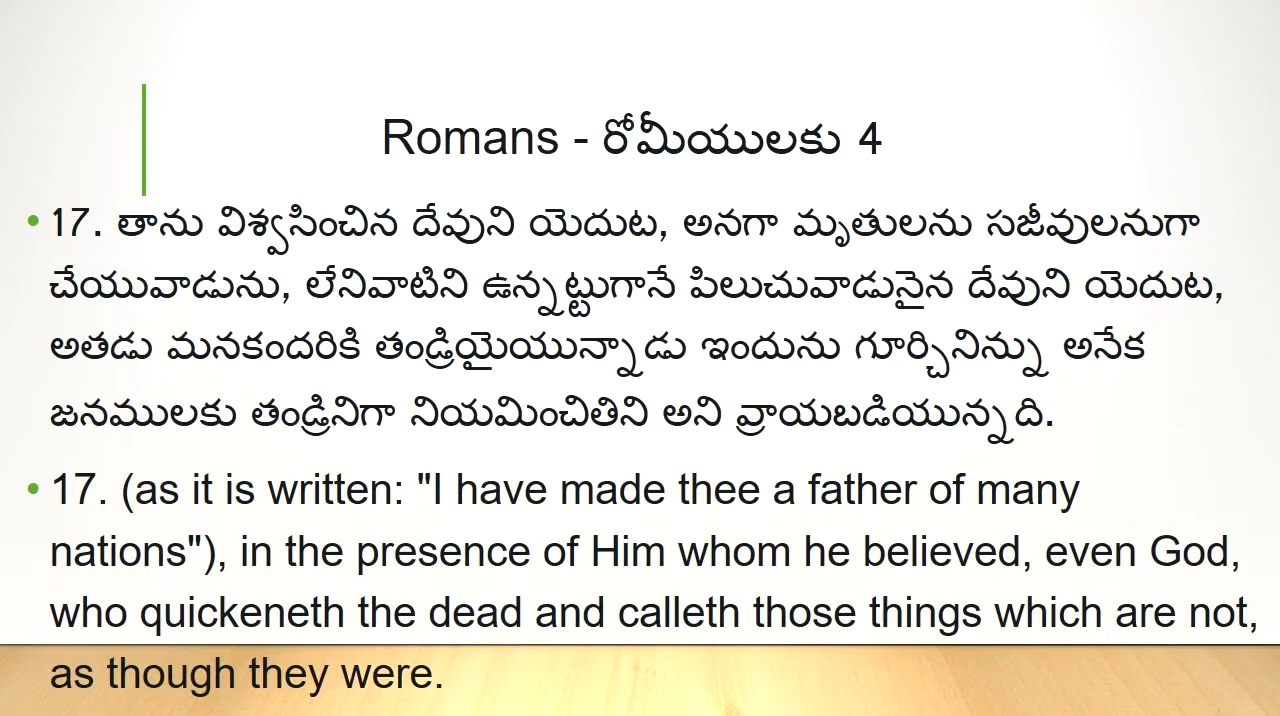 Romans - రోమీయులకు 4
• 17. తాను విశ్వసించిన దేవుని యెదుట, అనగా మృతులను సజీవులనుగా
చేయువాడును, లేనివాటిని ఉన్నట్టుగానే పిలుచువాడునైన దేవుని యెదుట,
అతడు మనకందరికి తండ్రియైయున్నాడు ఇందును గూర్చినిన్ను అనేక
జనములకు తండ్రినిగా నియమించితిని అని వ్రాయబడియున్నది.
• 17. (as it is written: "I have made thee a father of many
nations"), in the presence of Him whom he believed, even God,
who quickeneth the dead and calleth those things which are not,
as though they were.